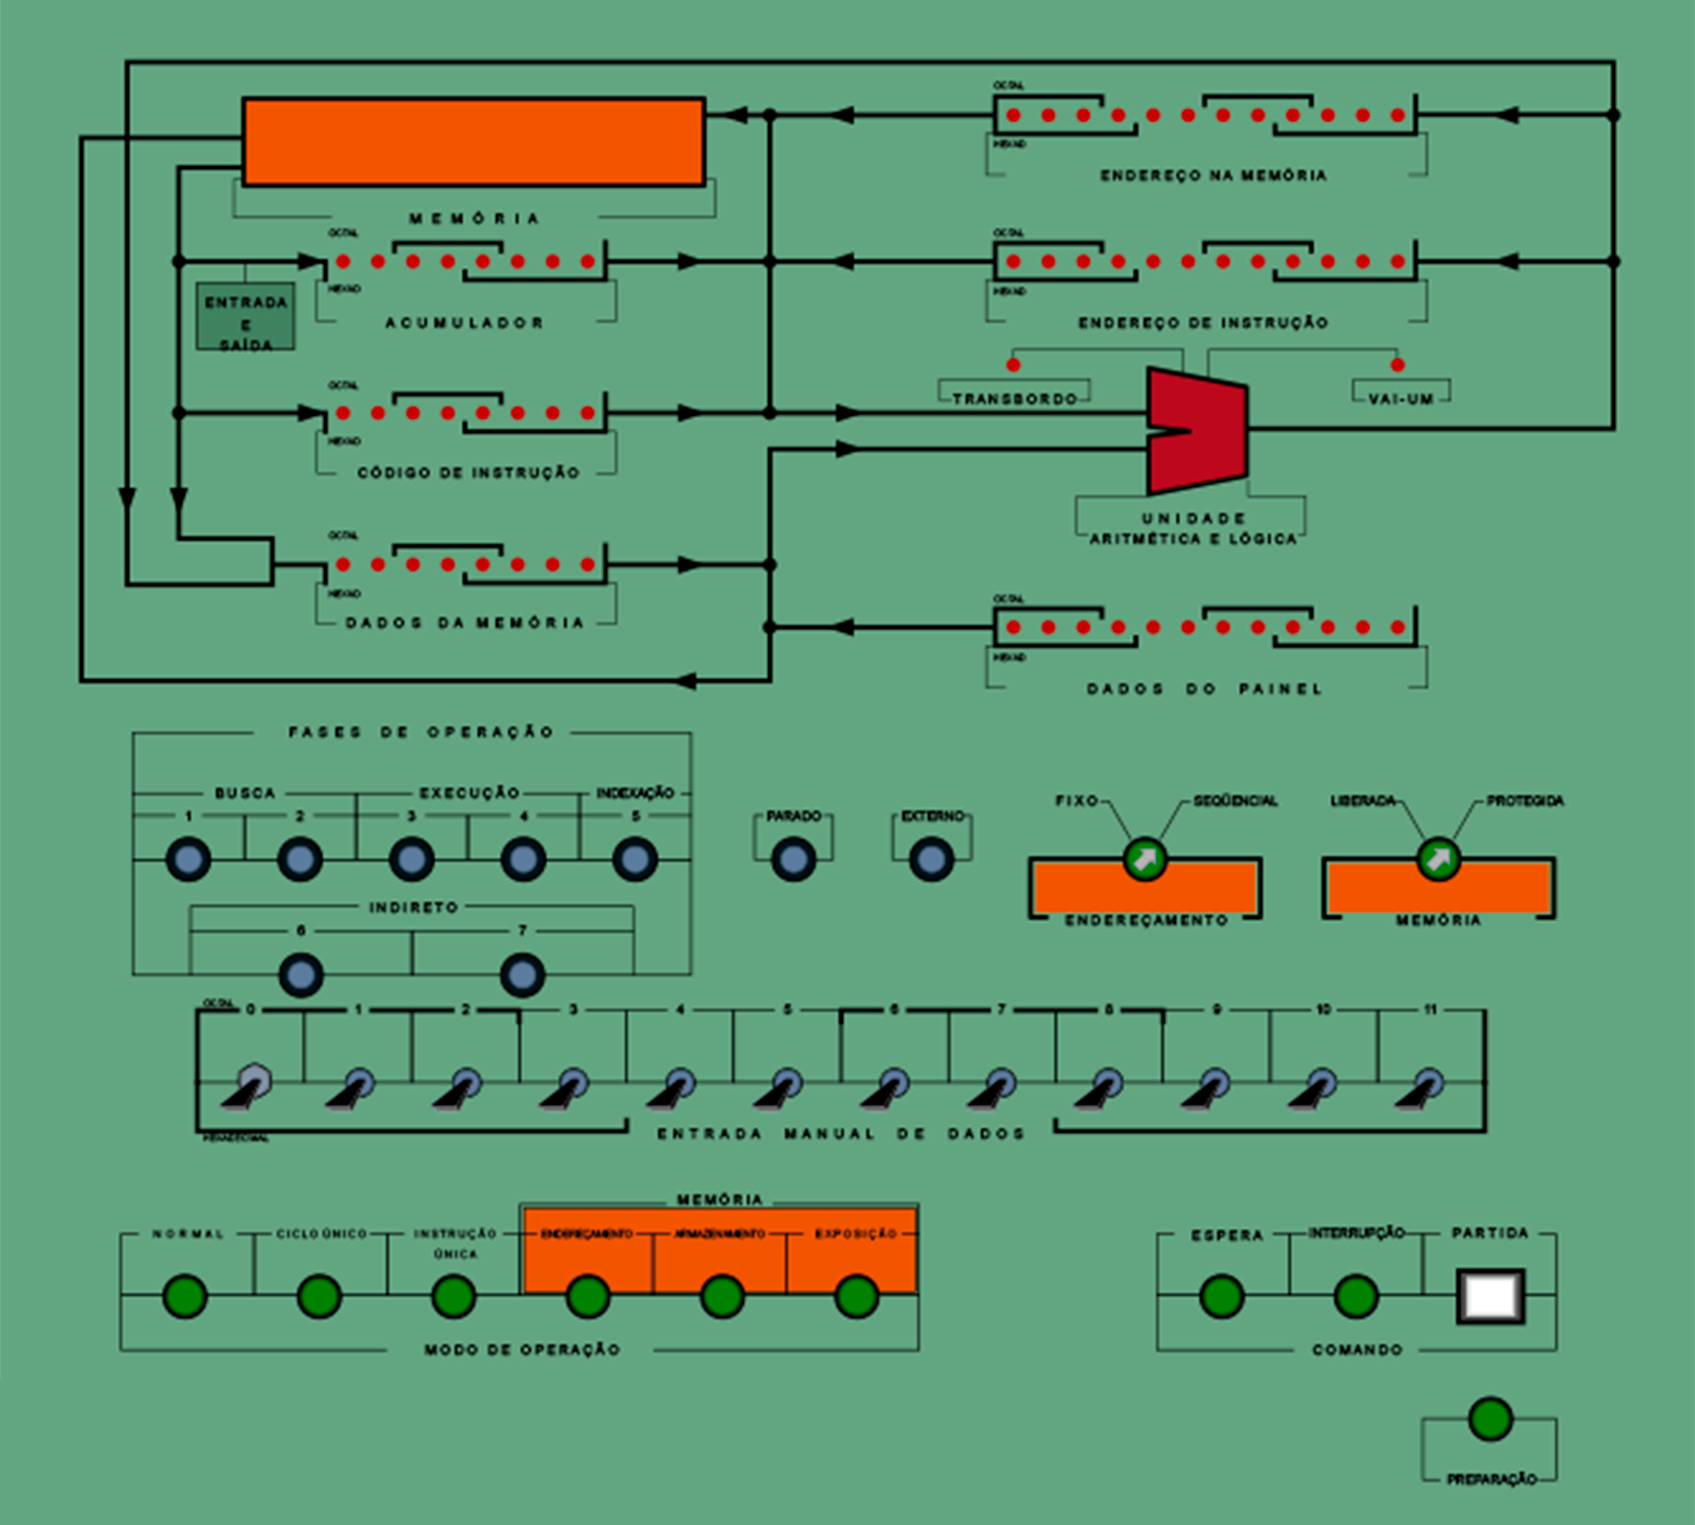 OCTAL
HEXAD
ENDEREÇO NA MEMÓRIA
MEMÓRIA
OCTAL
HEXAD
ACUMULADOR
ENTRADA
E
SAÍDA
OCTAL
HEXAD
ENDEREÇO DE INSTRUÇÃO
TRANSBORDO
VAI-UM
OCTAL
HEXAD
CÓDIGO DE INSTRUÇÃO
UNIDADE
ARITMÉTICA E LÓGICA
OCTAL
HEXAD
DADOS DA MEMÓRIA
OCTAL
HEXAD
DADOS DO PAINEL
FASES DE OPERAÇÃO
BUSCA EXECUÇÃO INDEXAÇÃO
1 2 3 4 5
INDIRETO
6 7
PARADO
EXTERNO
FIXO SEQÜENCIAL
ENDEREÇAMENTO
LIBERADA PROTEGIDA
MEMÓRIA
OCTAL
0 1 2 3 4 5 6 7 8 9 10 11
HEXADECIMAL
ENTRADA MANUAL DE DADOS
MEMÓRIA
NORMAL CICLO ÚNICO INSTRUÇÃO ENDEREÇAMENTO ARMAZENAMENTO EXPOSIÇÃO
ÚNICA
MODO DE OPERAÇÃO
ESPERA INTERRUPÇÃO PARTIDA
COMANDO
PREPARAÇÃO